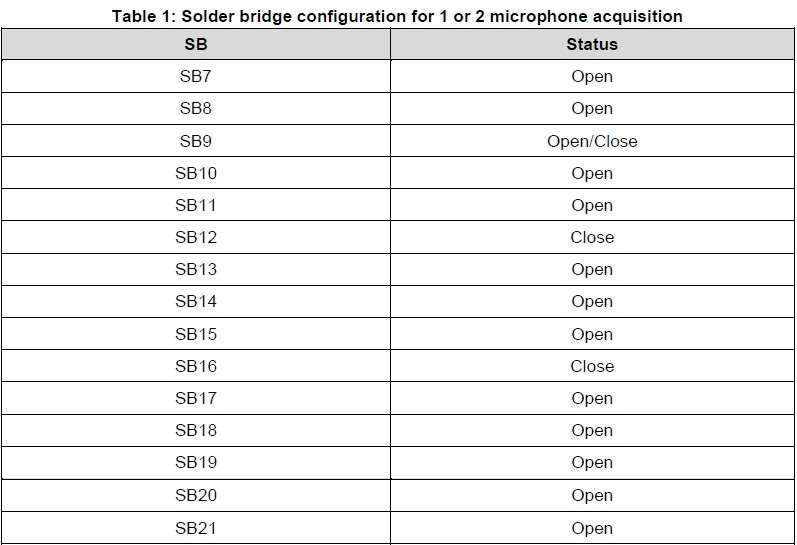 Table 1: Solder bridge configuration for 1 or 2 microphone acquisition
SB Status
SB7 Open
SB8 Open
SB9 Open/Close
SB10 Open
SB11 Open
SB12 Close
SB13 Open
SB14 Open
SB15 Open
SB16 Close
SB17 Open
SB18 Open
SB19 Open
SB20 Open
SB21 Open